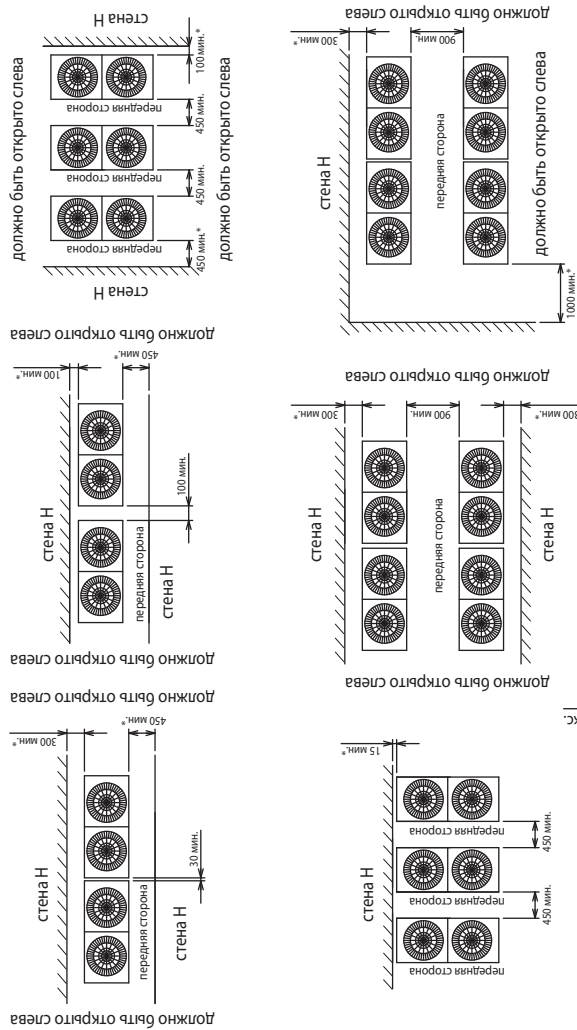 стена H
должно быть открыто слева
должно быть открыто слева
450 мин.*
450 мин.
450 мин.
100 мин.*
передняя сторона
передняя сторона
передняя сторона
стена H
должно быть открыто слева
300 мин.*
900 мин.
стена H
передняя сторона
должно быть открыто слева
1000 мин.*
должно быть открыто слева
100 мин.*
450 мин.*
стена H
100 мин.
передняя сторона
стена H
должно быть открыто слева
должно быть открыто слева
300 мин.*
900 мин.
300 мин.*
стена H
передняя сторона
стена H
должно быть открыто слева
должно быть открыто слева
300 мин.*
450 мин.*
стена H
30 мин.
передняя сторона
стена H
должно быть открыто слева
15 мин.*
стена H
передняя сторона
передняя сторона
передняя сторона
450 мин.
450 мин.